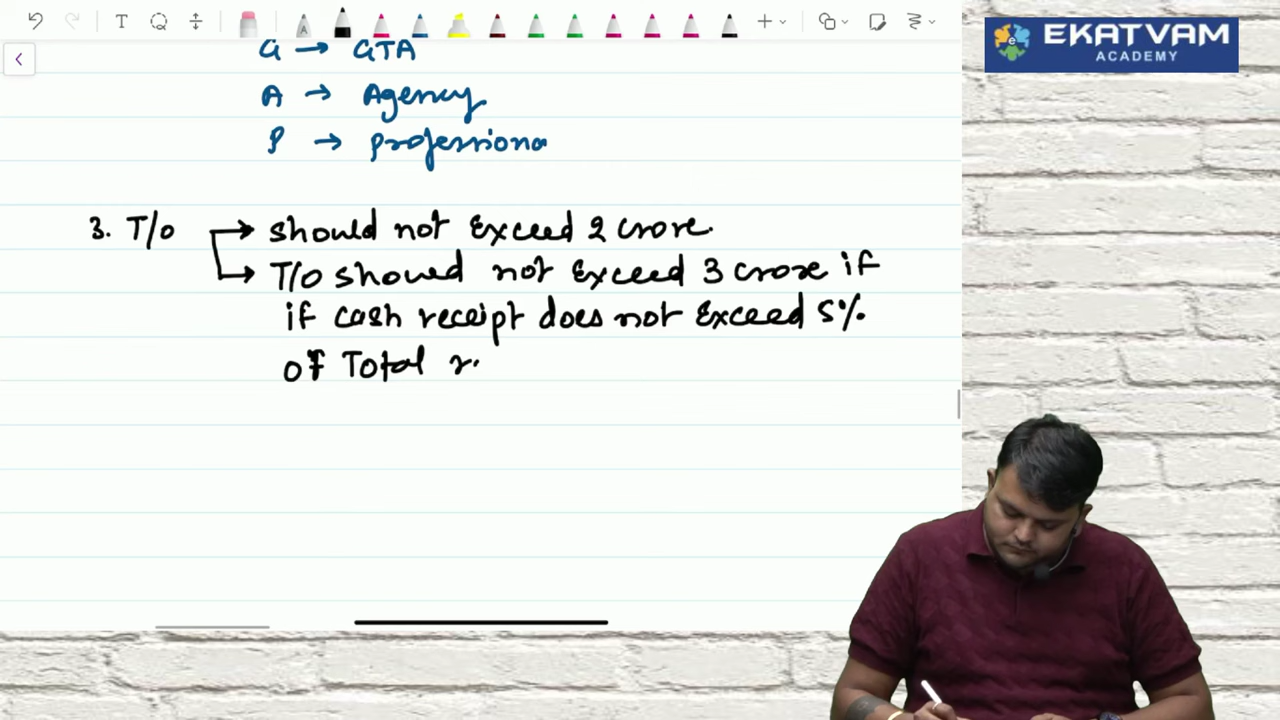 EKATVAM
ACADEMY
G → GTA
A → Agency
P → Professiona
3. T/o → should not Exceed 2 crore.
→ T/o should not Exceed 3 crore if
if cash receipt does not Exceed 5%
of Total r